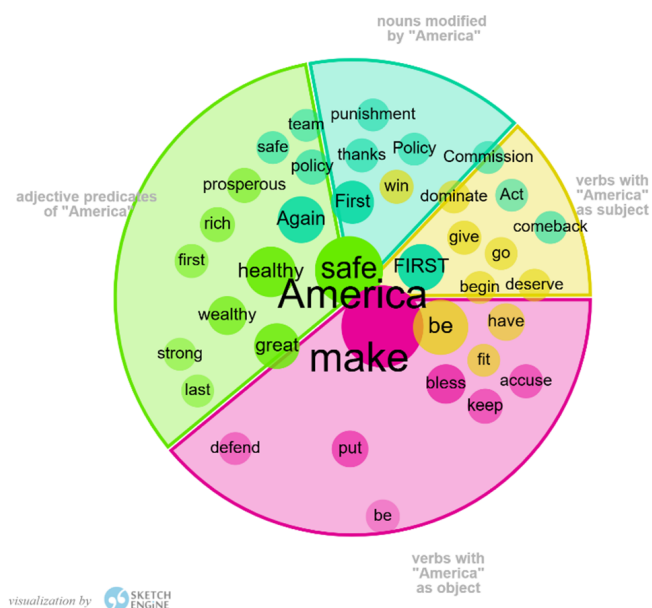 nouns modified
by "America"
punishment
team
safe
thanks
Policy
policy
Commission
prosperous
win
dominate
Act
verbs with
"America"
as subject
adjective predicates
of "America"
First
Again
rich
comeback
give
go
first
healthy
safe
FIRST
America
begin
deserve
wealthy
be
have
great
make
strong
fit
last
bless
accuse
keep
defend
put
be
verbs with
"America"
as object
visualization by
SKETCH
ENGINE